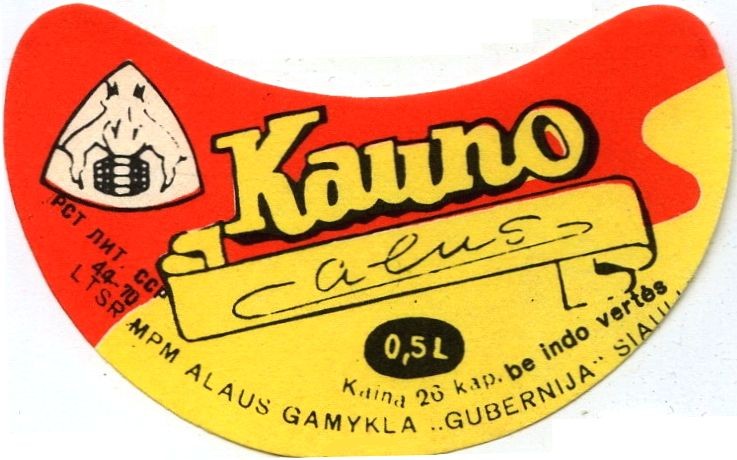 Kauno
alus
РСТ ЛИТ. ССР
44-70
0,5L
Kaina 26 kap. be indo vertės
LTSR MPM ALAUS GAMYKLA „GUBERNIJA"